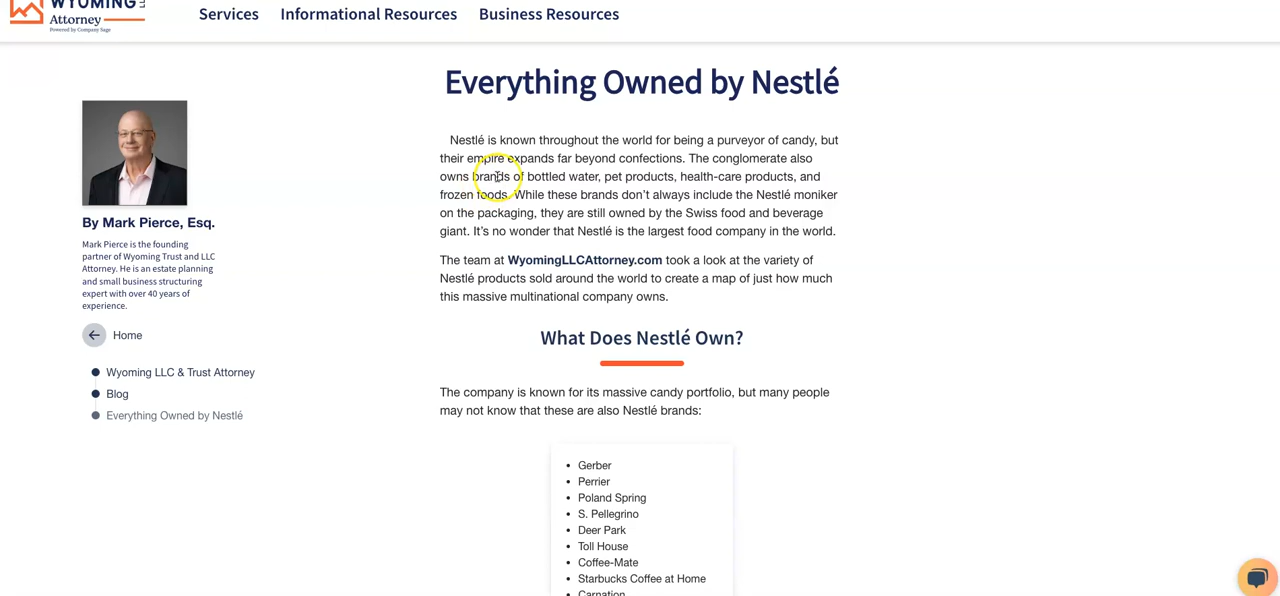 WYOMING
Attorney
Powered by Company Sage
Services
Informational Resources
Business Resources
Everything Owned by Nestlé
By Mark Pierce, Esq.
Mark Pierce is the founding
partner of Wyoming Trust and LLC
Attorney. He is an estate planning
and small business structuring
expert with over 40 years of
experience.
Home
Wyoming LLC & Trust Attorney
Blog
Everything Owned by Nestlé
Nestlé is known throughout the world for being a purveyor of candy, but
their empire expands far beyond confections. The conglomerate also
owns brands of bottled water, pet products, health-care products, and
frozen foods. While these brands don’t always include the Nestlé moniker
on the packaging, they are still owned by the Swiss food and beverage
giant. It’s no wonder that Nestlé is the largest food company in the world.
The team at WyomingLLCAttorney.com took a look at the variety of
Nestlé products sold around the world to create a map of just how much
this massive multinational company owns.
What Does Nestlé Own?
The company is known for its massive candy portfolio, but many people
may not know that these are also Nestlé brands:
Gerber
Perrier
Poland Spring
S. Pellegrino
Deer Park
Toll House
Coffee-Mate
Starbucks Coffee at Home
Carnation